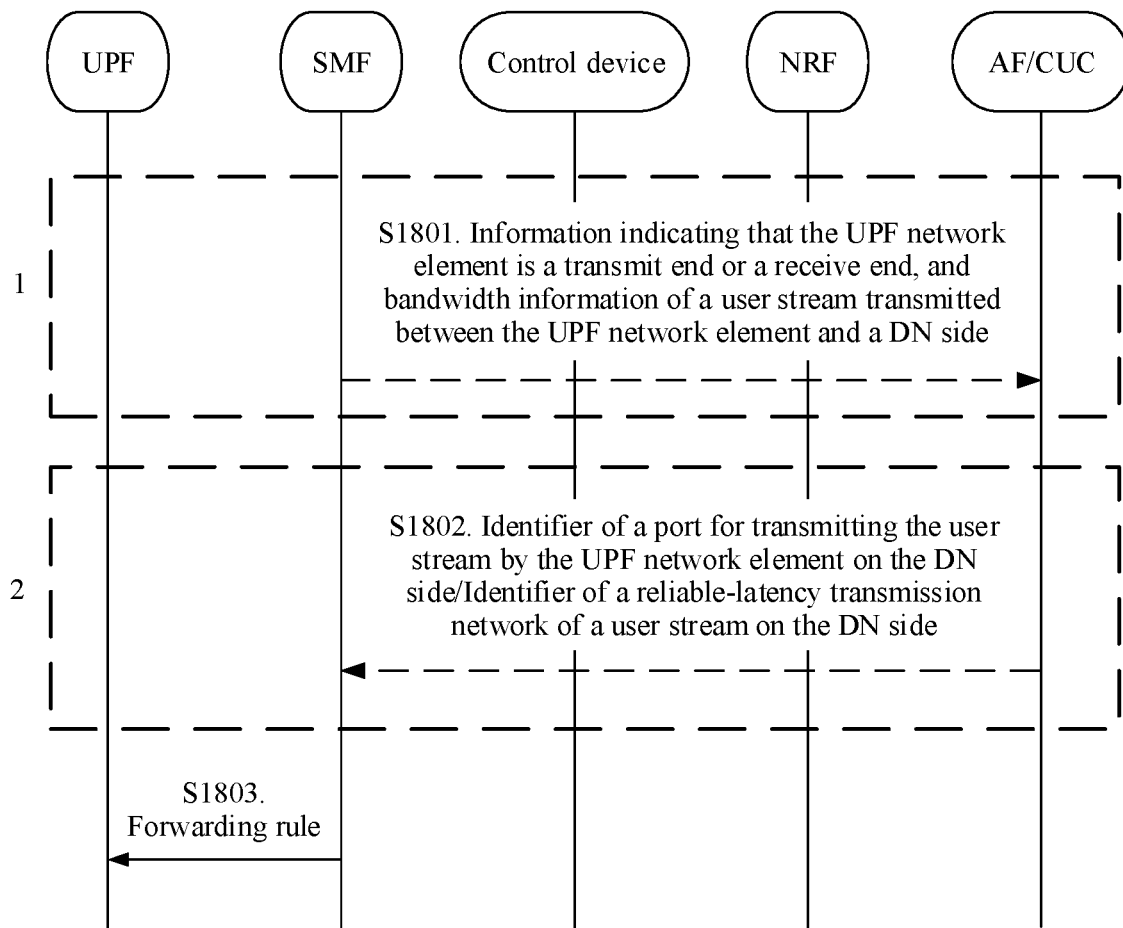 UPF
SMF
Control device
NRF
AF/CUC
1
S1801. Information indicating that the UPF network
element is a transmit end or a receive end, and
bandwidth information of a user stream transmitted
between the UPF network element and a DN side
2
S1802. Identifier of a port for transmitting the user
stream by the UPF network element on the DN
side/Identifier of a reliable-latency transmission
network of a user stream on the DN side
S1803.
Forwarding rule